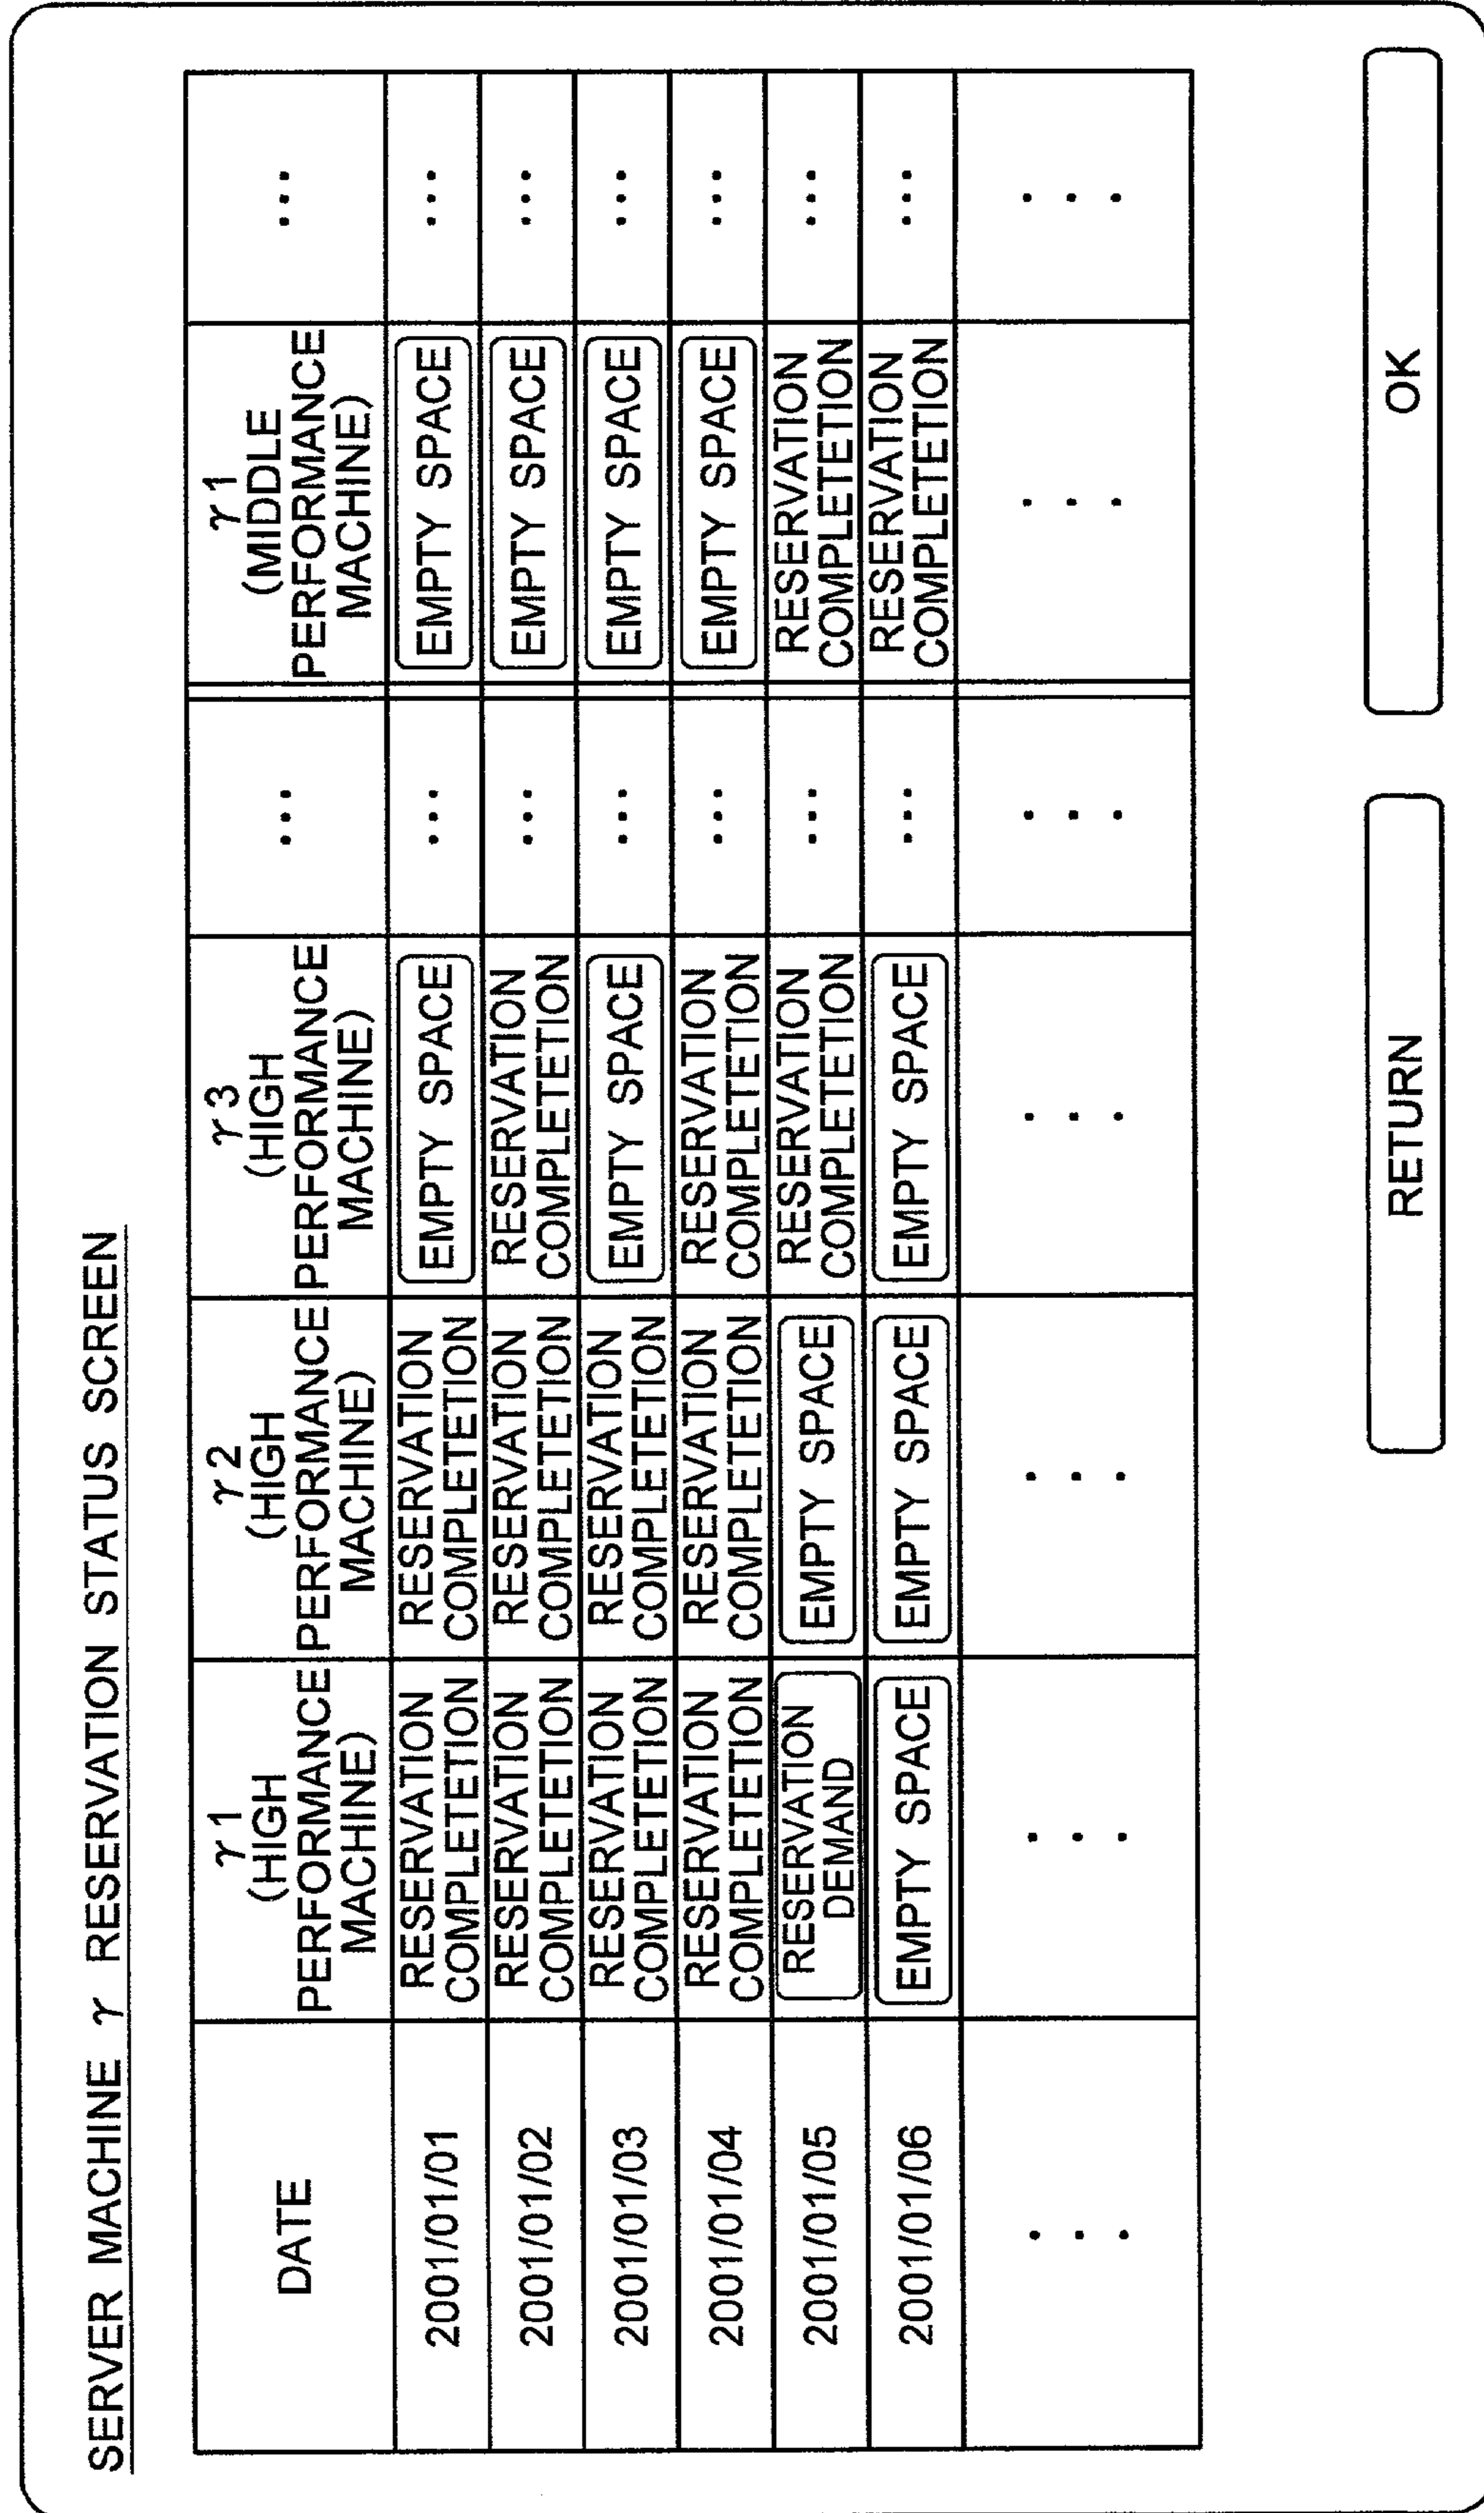 SERVER MACHINE γ RESERVATION STATUS SCREEN
DATE
γ1
(HIGH
PERFORMANCE
MACHINE)
γ2
(HIGH
PERFORMANCE
MACHINE)
γ3
(HIGH
PERFORMANCE
MACHINE)
...
γ1
(MIDDLE
PERFORMANCE
MACHINE)
...
2001/01/01
RESERVATION
COMPLETETION
RESERVATION
COMPLETETION
EMPTY SPACE
...
EMPTY SPACE
...
2001/01/02
RESERVATION
COMPLETETION
RESERVATION
COMPLETETION
RESERVATION
COMPLETETION
...
EMPTY SPACE
...
2001/01/03
RESERVATION
COMPLETETION
RESERVATION
COMPLETETION
EMPTY SPACE
...
EMPTY SPACE
...
2001/01/04
RESERVATION
COMPLETETION
RESERVATION
COMPLETETION
RESERVATION
COMPLETETION
...
EMPTY SPACE
...
2001/01/05
RESERVATION
DEMAND
EMPTY SPACE
RESERVATION
COMPLETETION
...
RESERVATION
COMPLETETION
...
2001/01/06
EMPTY SPACE
EMPTY SPACE
EMPTY SPACE
...
RESERVATION
COMPLETETION
...
...
...
...
...
...
...
...
RETURN
OK